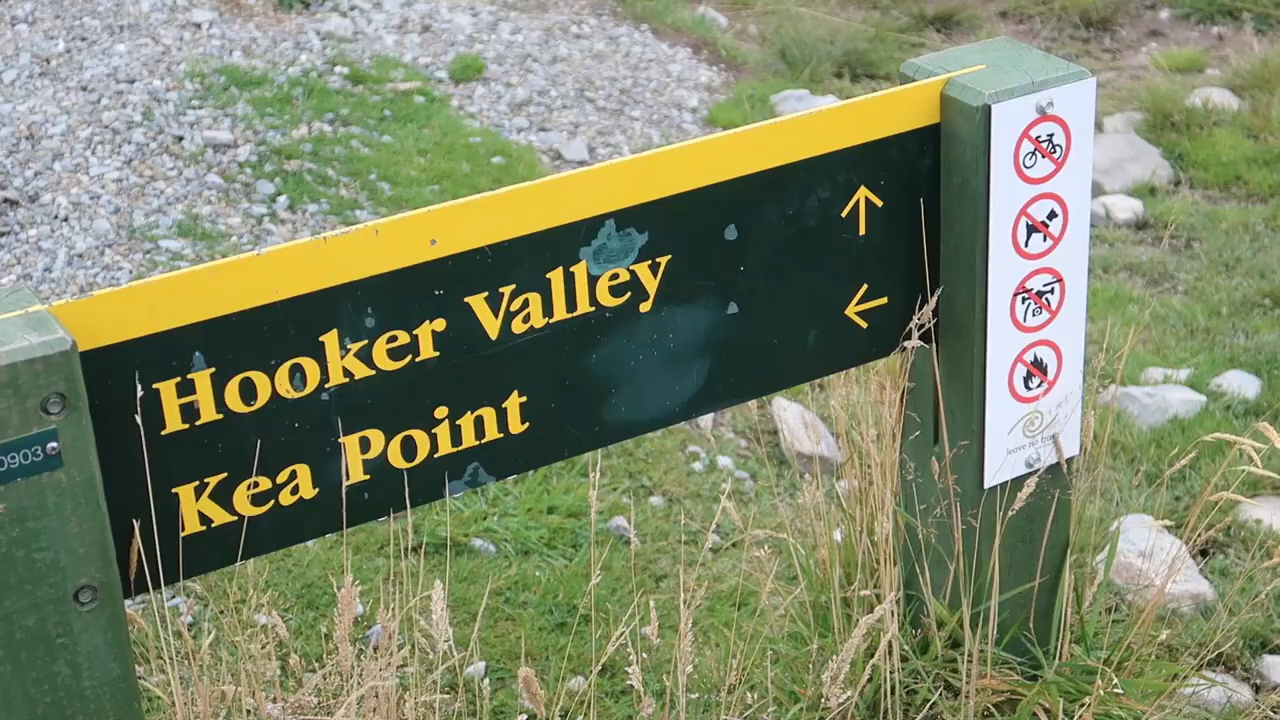 Hooker Valley ↑
Kea Point ←
0903
leave no trace